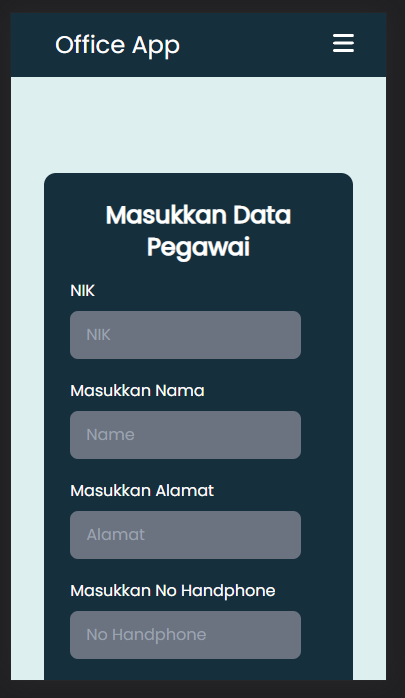 Office App
Masukkan Data
Pegawai
NIK
NIK
Masukkan Nama
Name
Masukkan Alamat
Alamat
Masukkan No Handphone
No Handphone